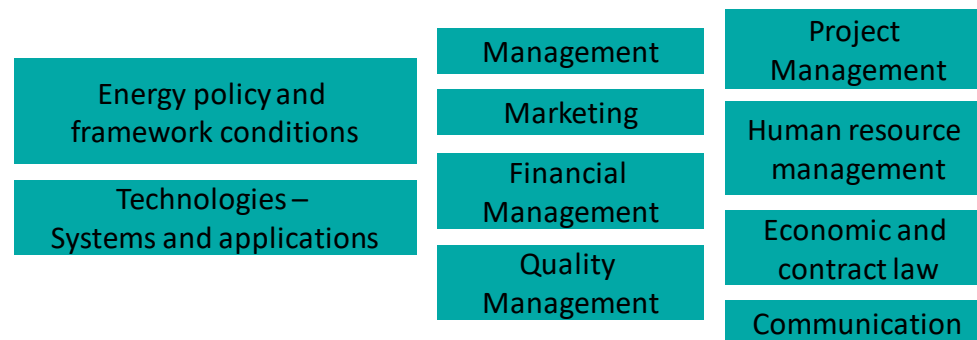 Energy policy and
framework conditions
Technologies –
Systems and applications
Management
Marketing
Financial
Management
Quality
Management
Project
Management
Human resource
management
Economic and
contract law
Communication